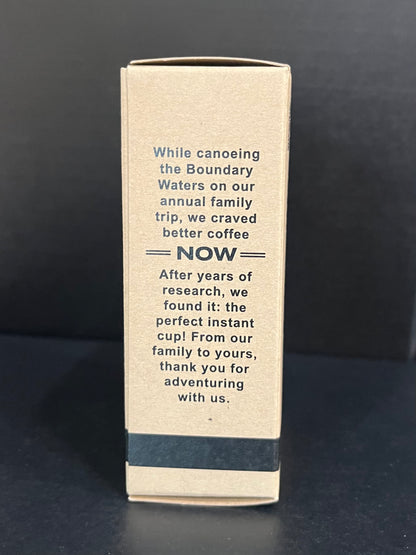 While canoeing
the Boundary
Waters on our
annual family
trip, we craved
better coffee
NOW
After years of
research, we
found it: the
perfect instant
cup! From our
family to yours,
thank you for
adventuring
with us.